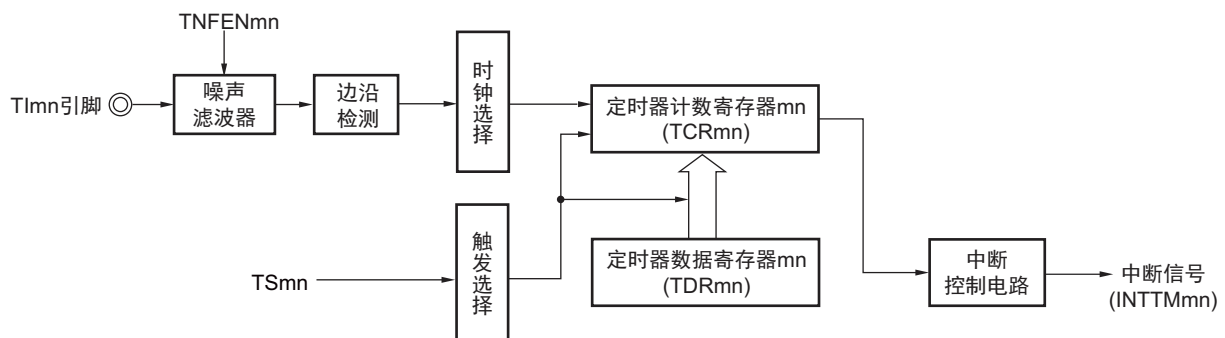 TNFENmn
TImn引脚
噪声
滤波器
边沿
检测
时钟选择
定时器计数寄存器mn
(TCRmn)
TSmn
触发选择
定时器数据寄存器mn
(TDRmn)
中断
控制电路
中断信号
(INTTMmn)